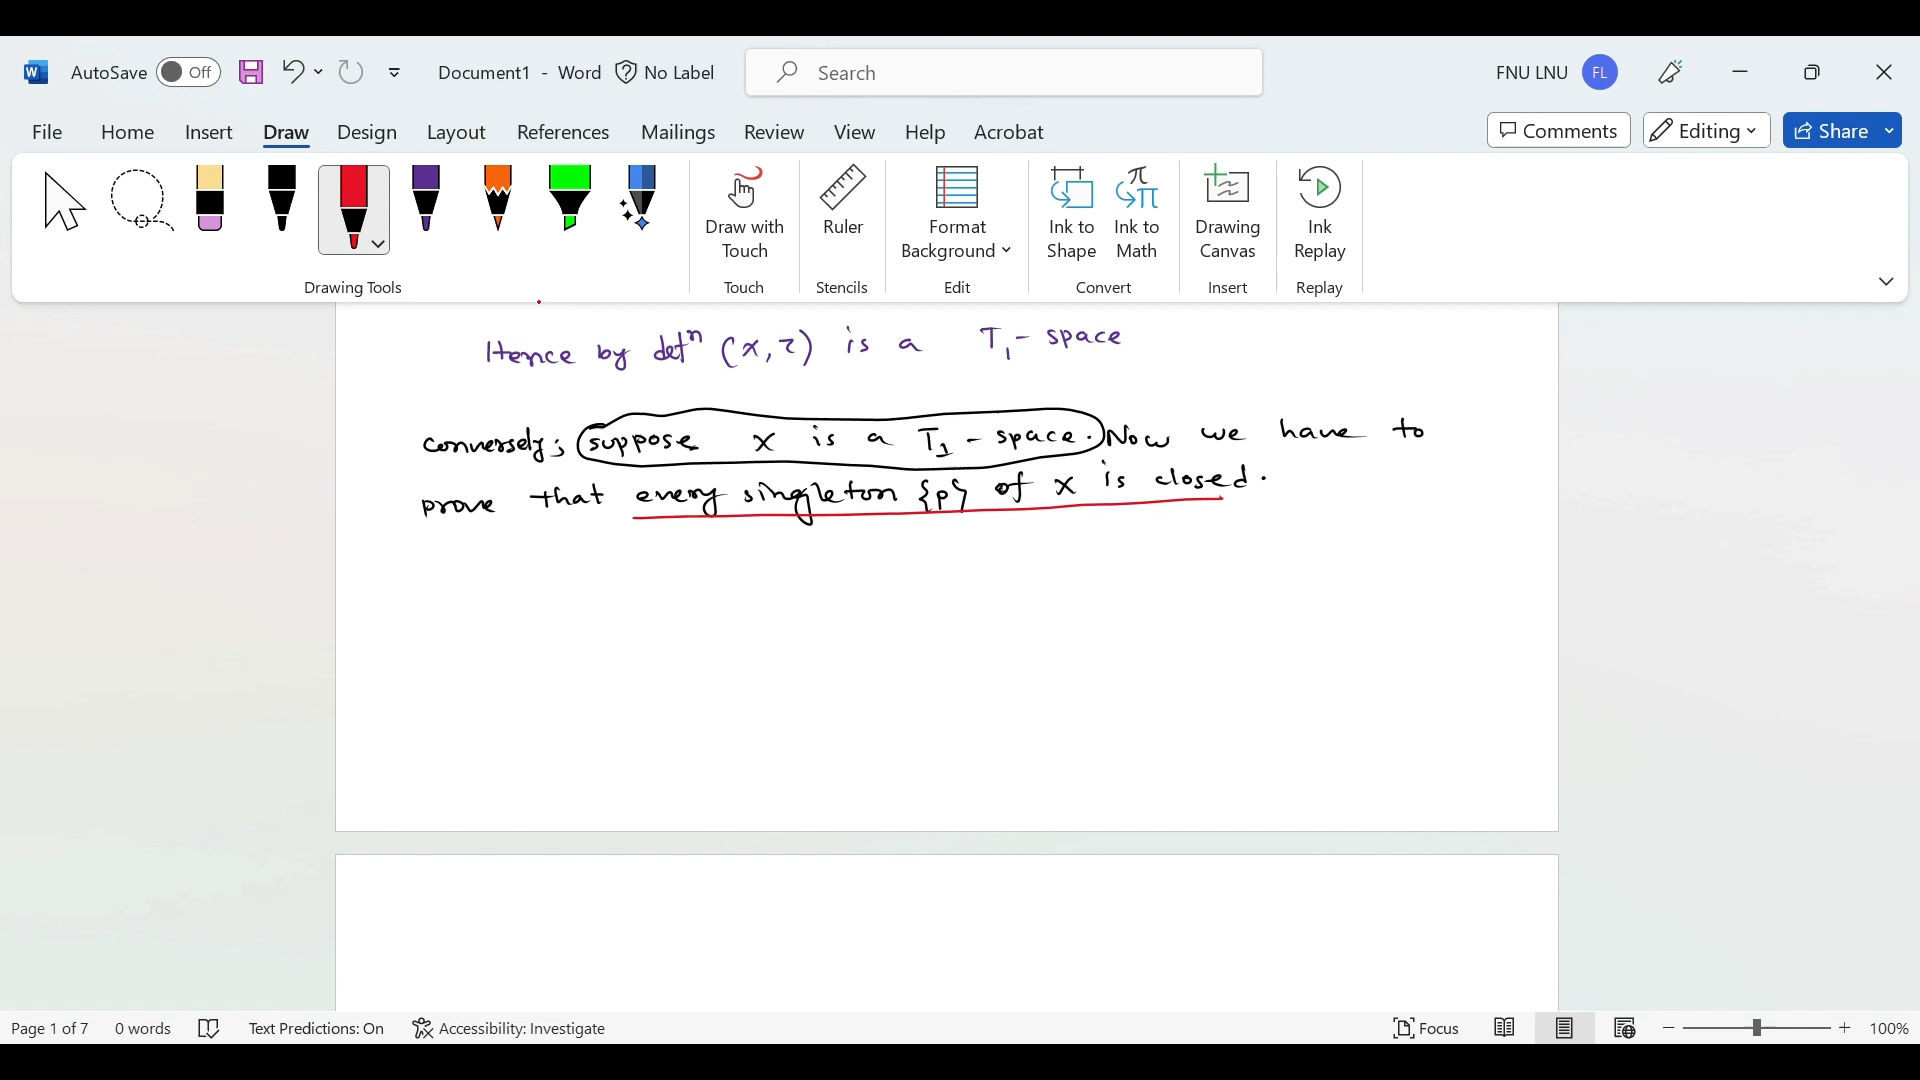 AutoSave Off Document1 - Word No Label Search FNU LNU FL
File Home Insert Draw Design Layout References Mailings Review View Help Acrobat Comments Editing Share
Draw with Touch Ruler Format Background Ink to Shape Ink to Math Drawing Canvas Ink Replay
Drawing Tools Touch Stencils Edit Convert Insert Replay
Hence by defⁿ (X, τ) is a T₁ - space
conversely; suppose X is a T₁ - space. Now we have to
prove that every singleton {p} of X is closed.
Page 1 of 7 0 words Text Predictions: On Accessibility: Investigate Focus 100%